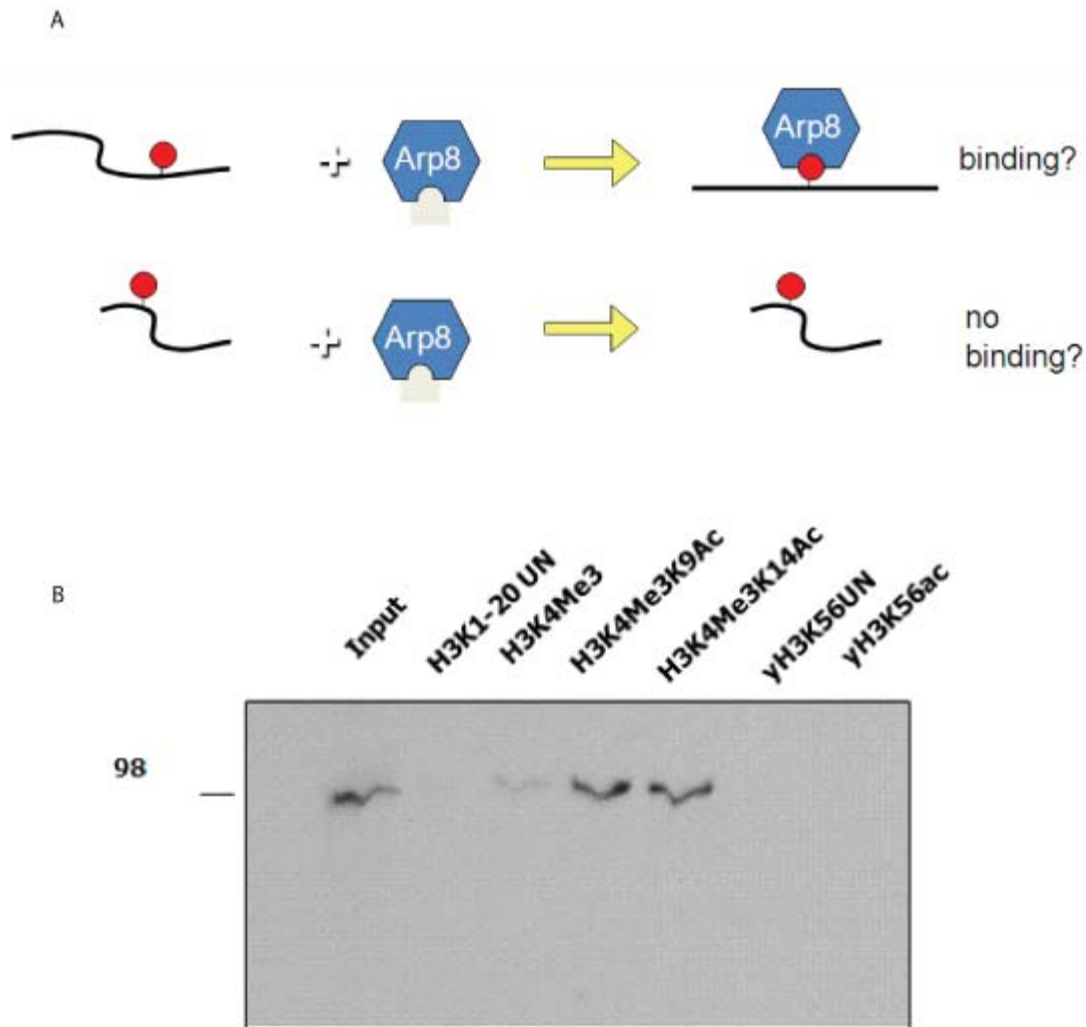 A
+
Arp8
Arp8
binding?
+
Arp8
no
binding?
B
Input
H3K1-20 UN
H3K4Me3
H3K4Me3K9Ac
H3K4Me3K14Ac
yH3K56UN
yH3K56ac
98